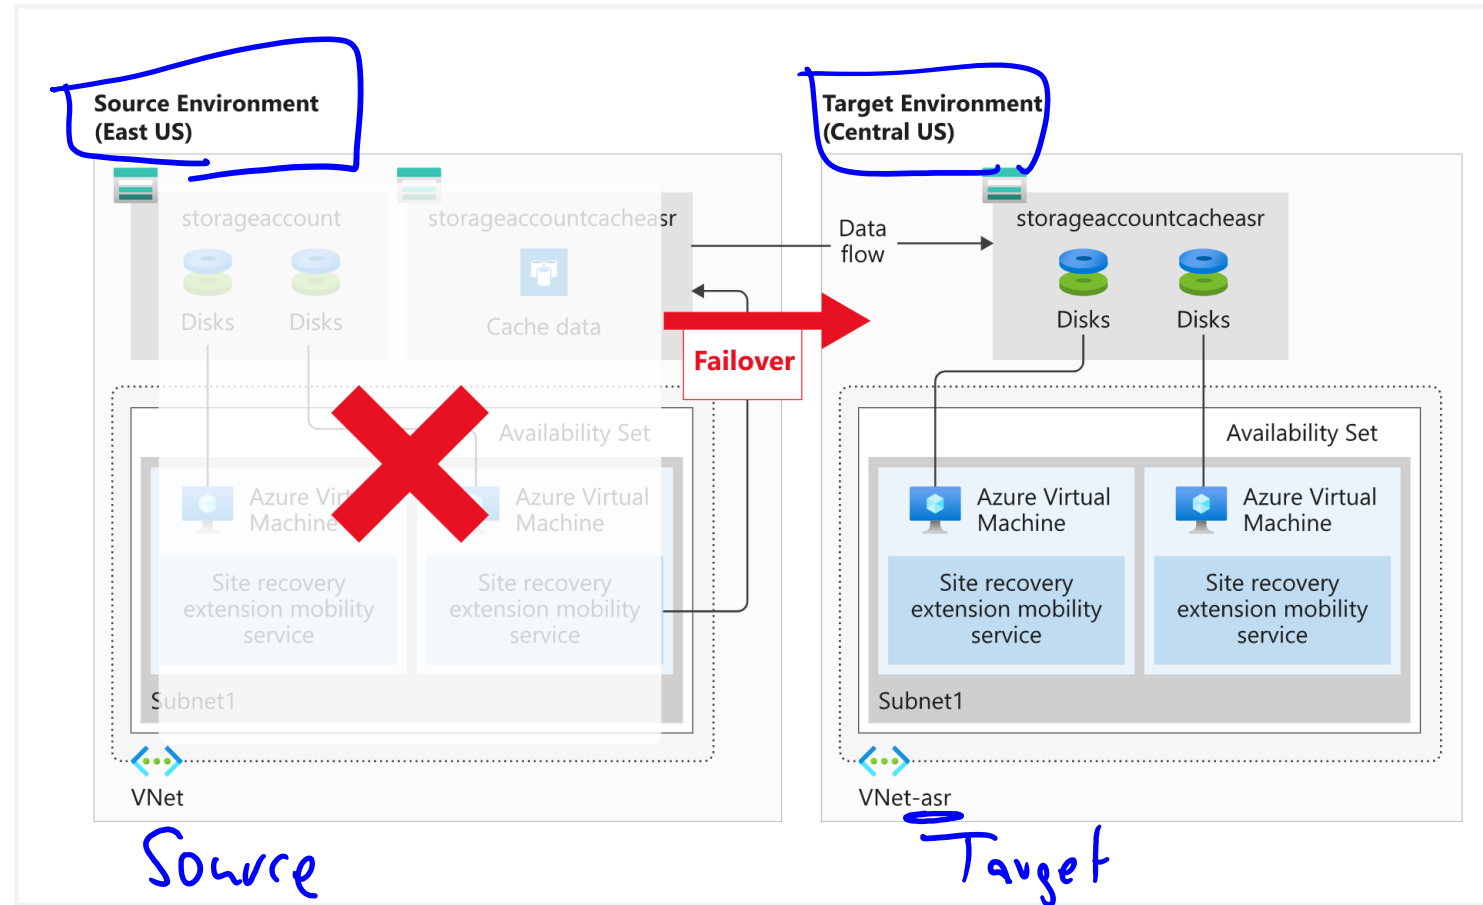 Source Environment
(East US)
storageaccount
Disks
Disks
storageaccountcacheasr
Cache data
Availability Set
Azure Virt
Machine
Azure Virtual
Machine
Site recovery
extension mobility
service
Site recovery
extension mobility
service
Subnet1
VNet
Source
Data
flow
Failover
Target Environment
(Central US)
storageaccountcacheasr
Disks
Disks
Availability Set
Azure Virtual
Machine
Azure Virtual
Machine
Site recovery
extension mobility
service
Site recovery
extension mobility
service
Subnet1
VNet-asr
Target